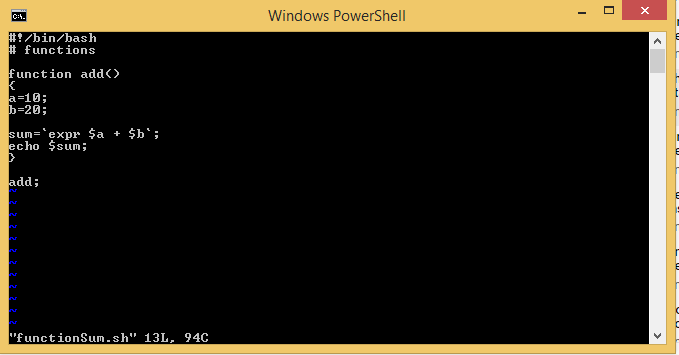 Windows PowerShell
#!/bin/bash
# functions
function add()
{
a=10;
b=20;
sum=`expr $a + $b`;
echo $sum;
}
add;
~
~
~
~
~
~
~
~
~
~
~
~
"functionSum.sh" 13L, 94C